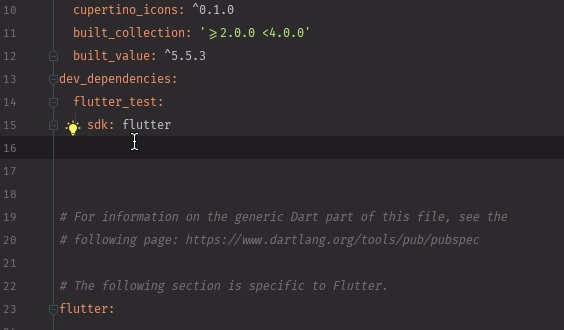 10 cupertino_icons: ^0.1.0
11 built_collection: '>=2.0.0 <4.0.0'
12 built_value: ^5.5.3
13 dev_dependencies:
14 flutter_test:
15 sdk: flutter
16
17
18
19 # For information on the generic Dart part of this file, see the
20 # following page: https://www.dartlang.org/tools/pub/pubspec
21
22 # The following section is specific to Flutter.
23 flutter: